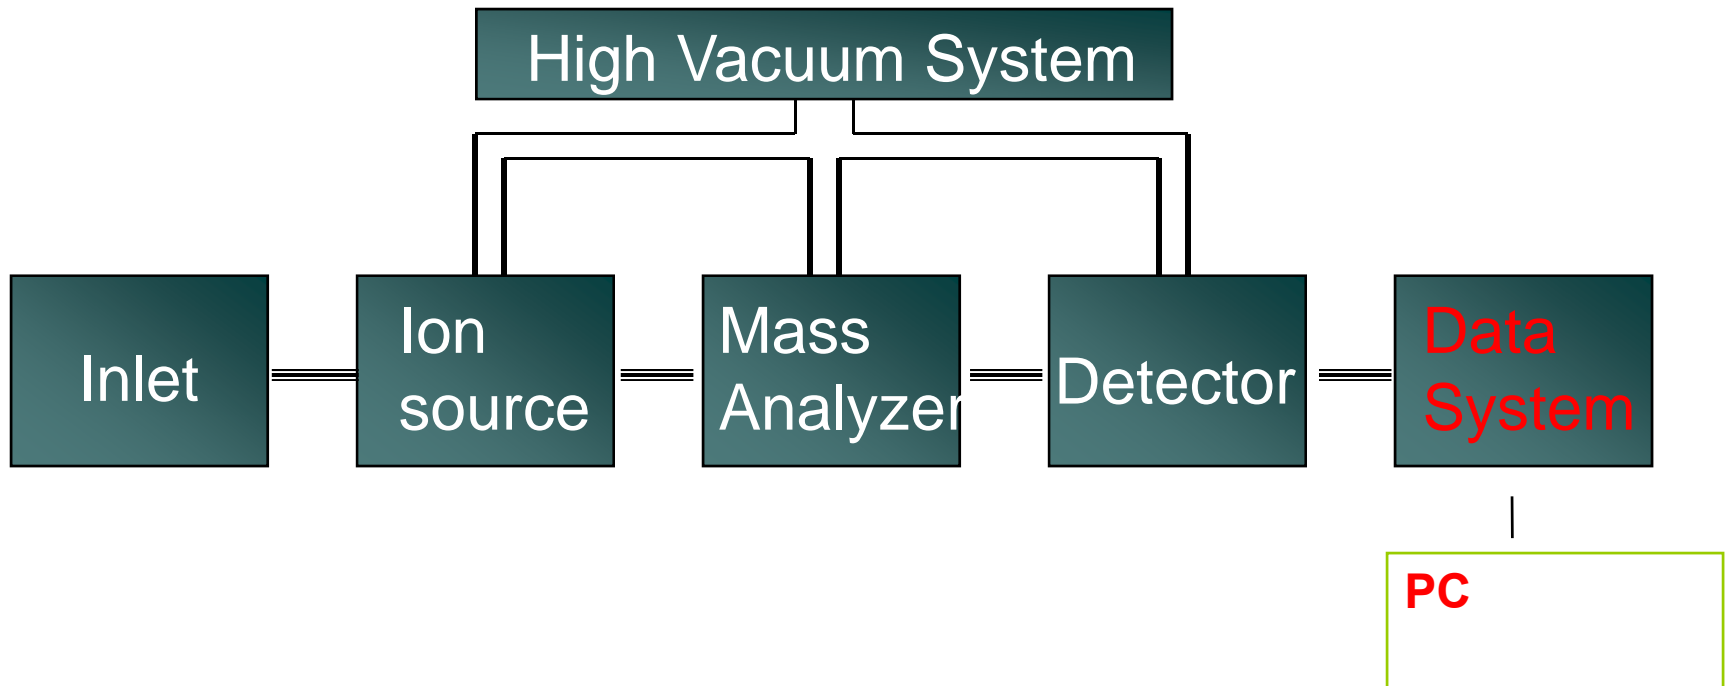 High Vacuum System
Inlet
Ion
source
Mass
Analyzer
Detector
Data
System
PC